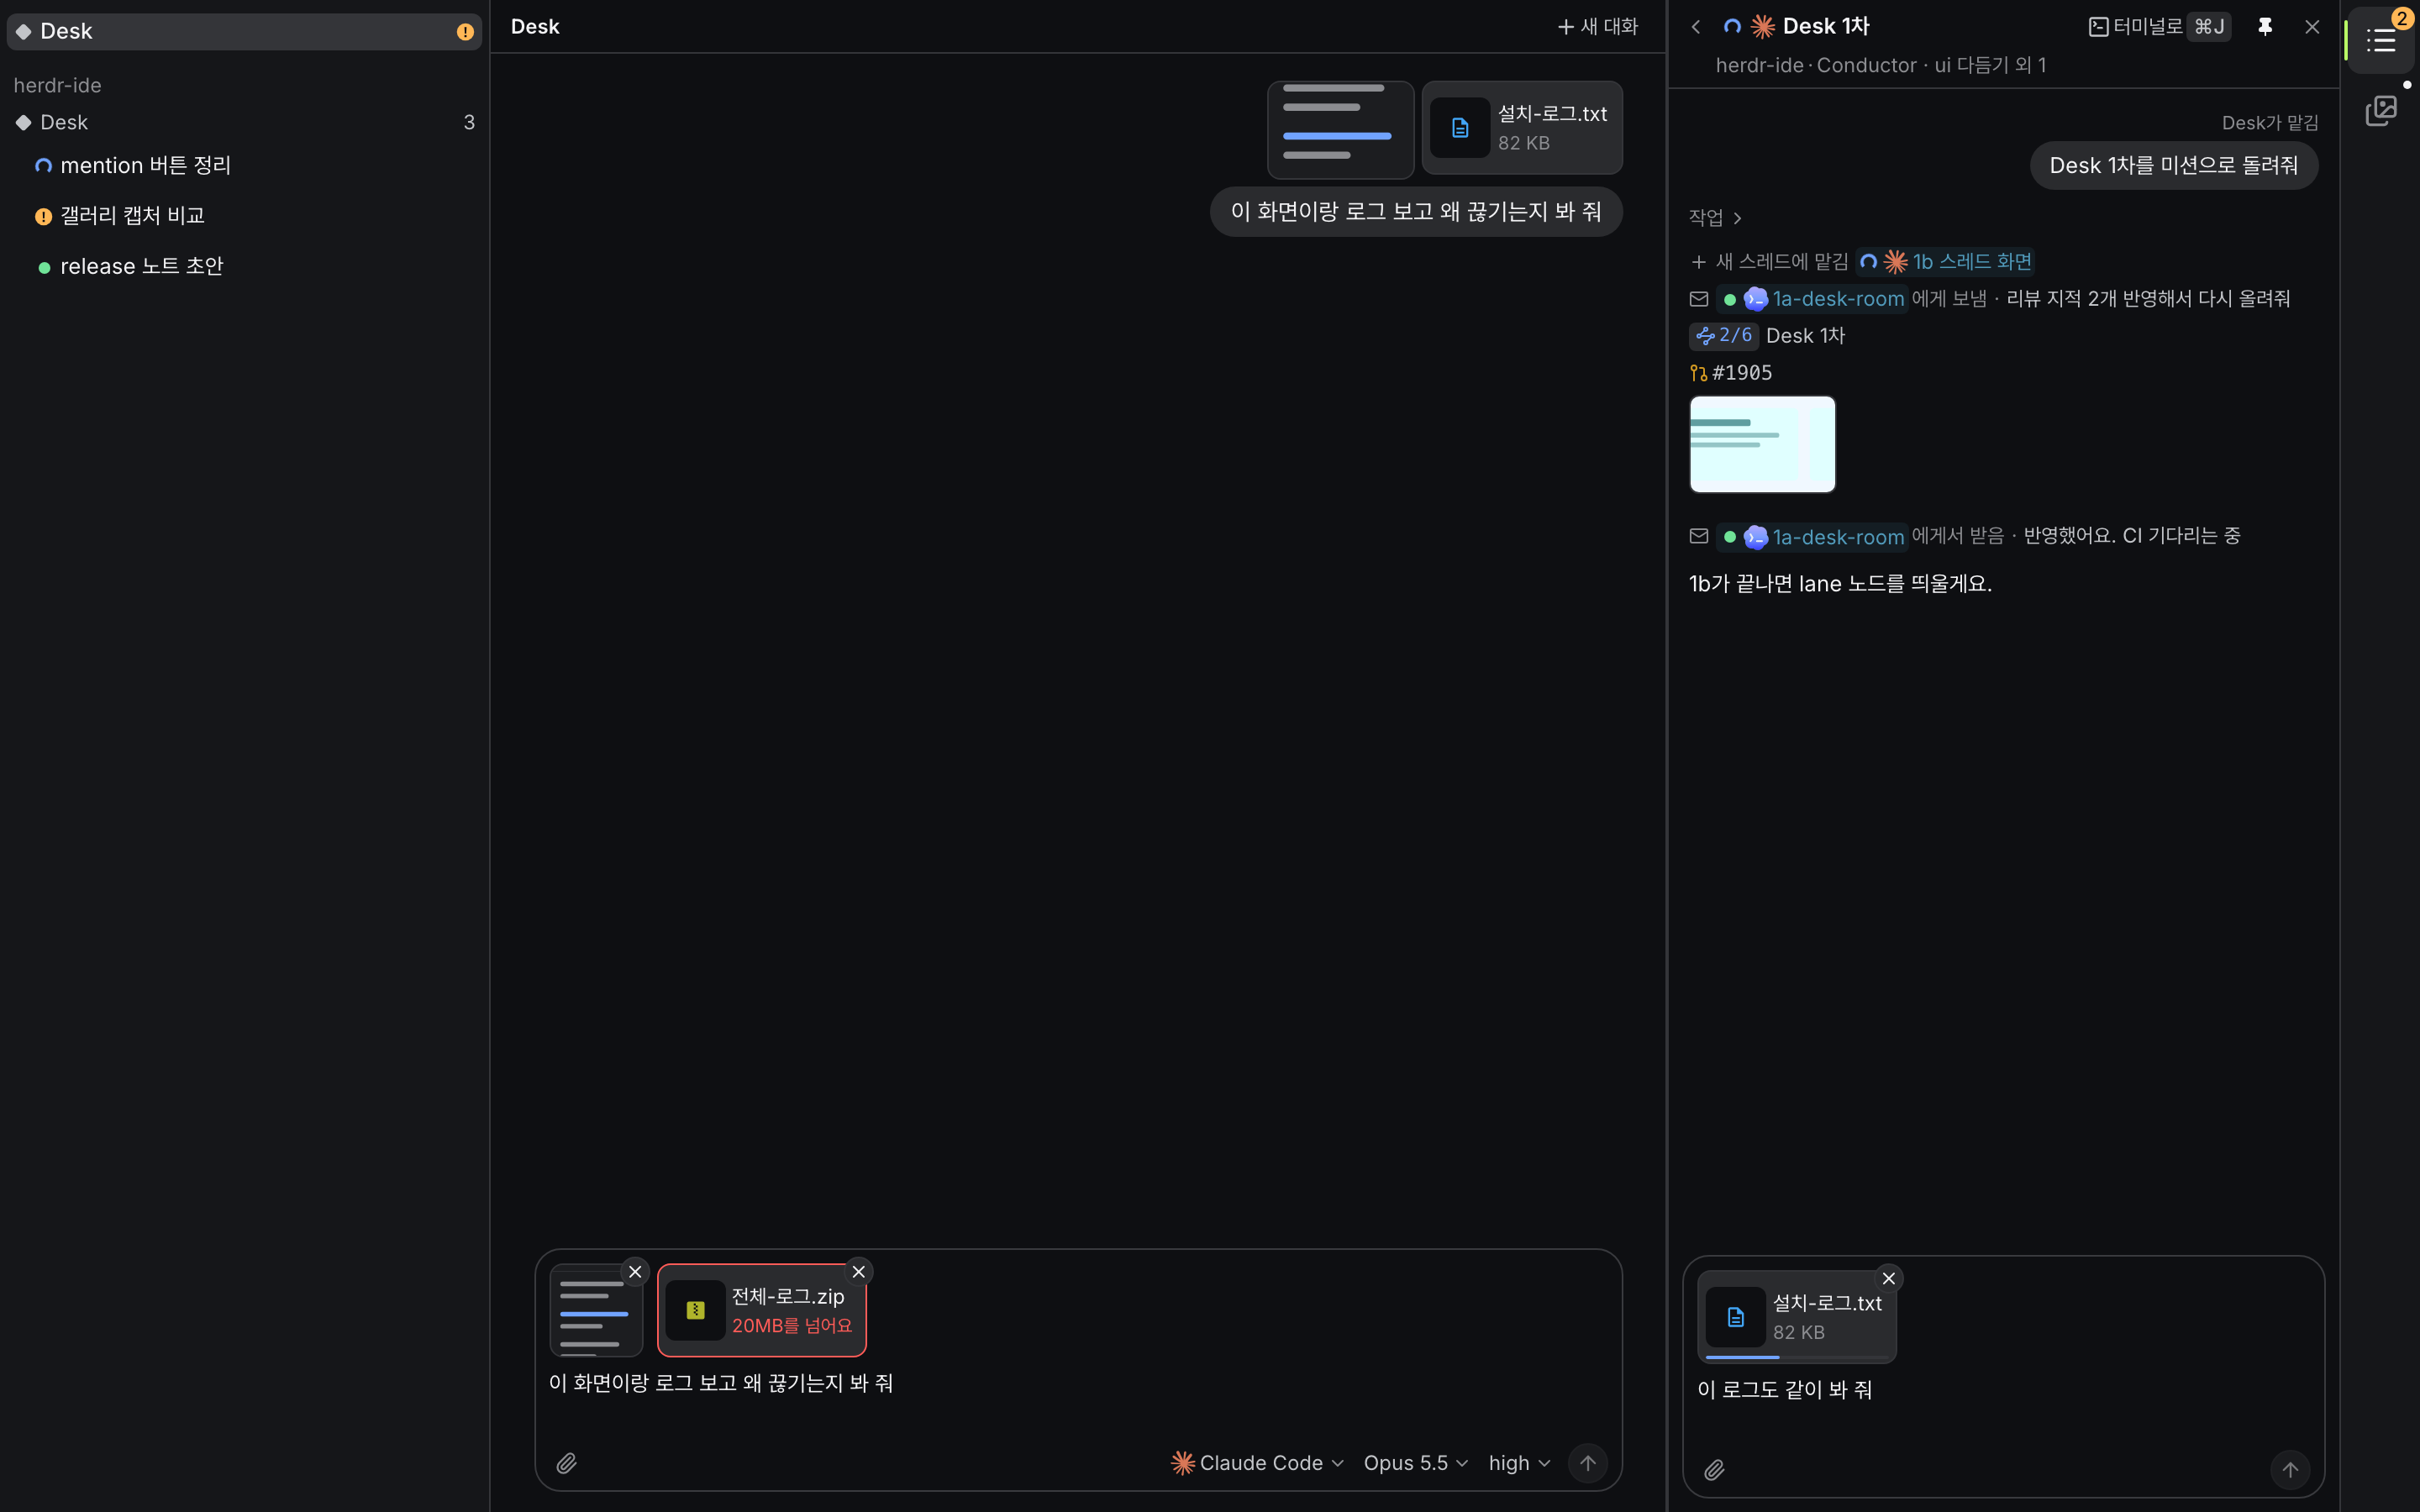 Desk
herdr-ide
Desk 3
mention 버튼 정리
갤러리 캡처 비교
release 노트 초안
Desk
새 대화
설치-로그.txt
82 KB
이 화면이랑 로그 보고 왜 끊기는지 봐 줘
전체-로그.zip
20MB를 넘어요
이 화면이랑 로그 보고 왜 끊기는지 봐 줘
Claude Code Opus 5.5 high
Desk 1차 터미널로 ⌘J
herdr-ide · Conductor · ui 다듬기 외 1
Desk가 맡김
Desk 1차를 미션으로 돌려줘
작업
새 스레드에 맡김 1b 스레드 화면
1a-desk-room 에게 보냄 · 리뷰 지적 2개 반영해서 다시 올려줘
2/6 Desk 1차
#1905
1a-desk-room 에게서 받음 · 반영했어요. CI 기다리는 중
1b가 끝나면 lane 노드를 띄울게요.
설치-로그.txt
82 KB
이 로그도 같이 봐 줘
2